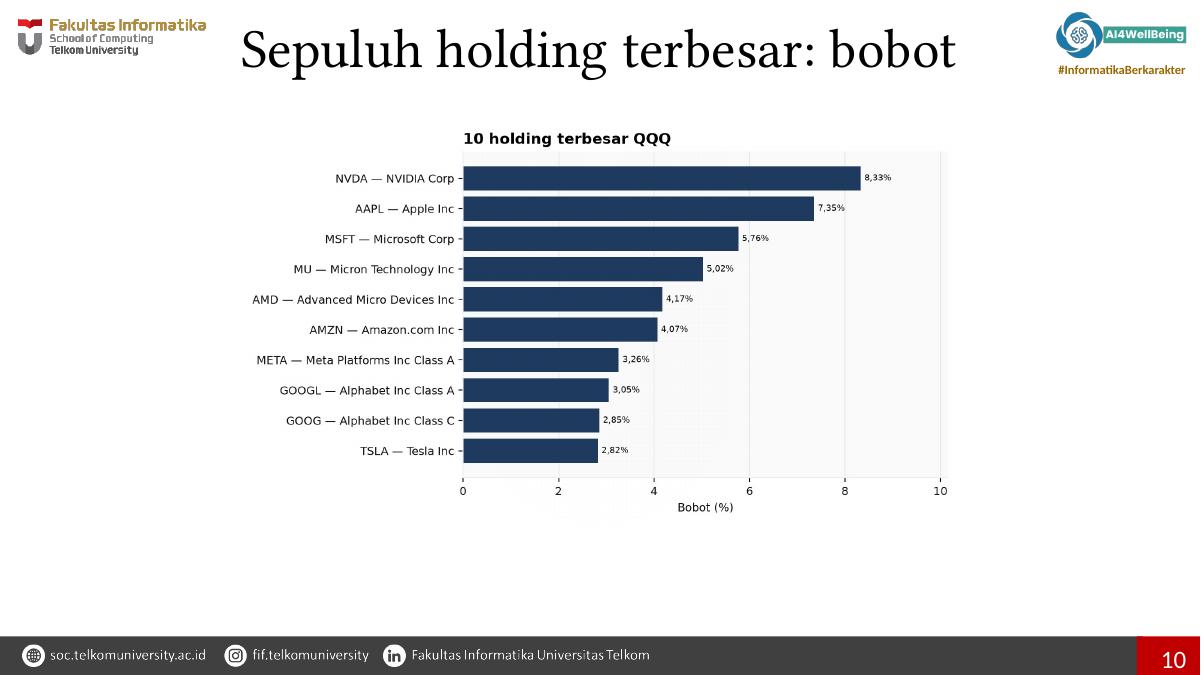 Fakultas Informatika
School of Computing
Telkom University
Sepuluh holding terbesar: bobot
AI4WellBeing
#InformatikaBerkarakter
10 holding terbesar QQQ
NVDA — NVIDIA Corp 8,33%
AAPL — Apple Inc 7,35%
MSFT — Microsoft Corp 5,76%
MU — Micron Technology Inc 5,02%
AMD — Advanced Micro Devices Inc 4,17%
AMZN — Amazon.com Inc 4,07%
META — Meta Platforms Inc Class A 3,26%
GOOGL — Alphabet Inc Class A 3,05%
GOOG — Alphabet Inc Class C 2,85%
TSLA — Tesla Inc 2,82%
0 2 4 6 8 10
Bobot (%)
soc.telkomuniversity.ac.id fif.telkomuniversity in Fakultas Informatika Universitas Telkom 10